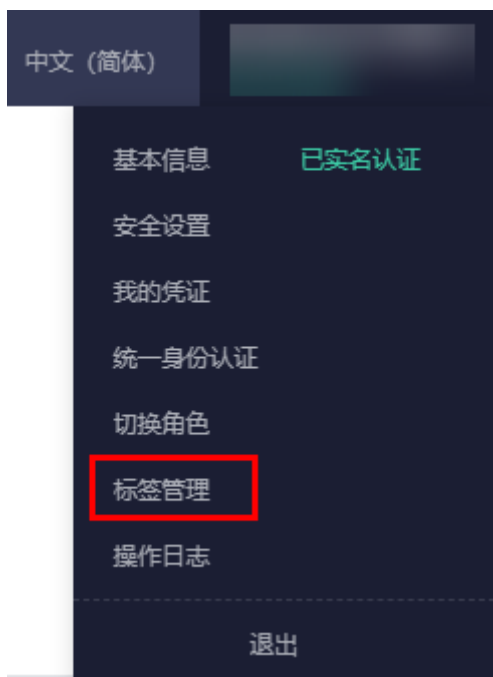 中文（简体）
基本信息 已实名认证
安全设置
我的凭证
统一身份认证
切换角色
标签管理
操作日志
退出